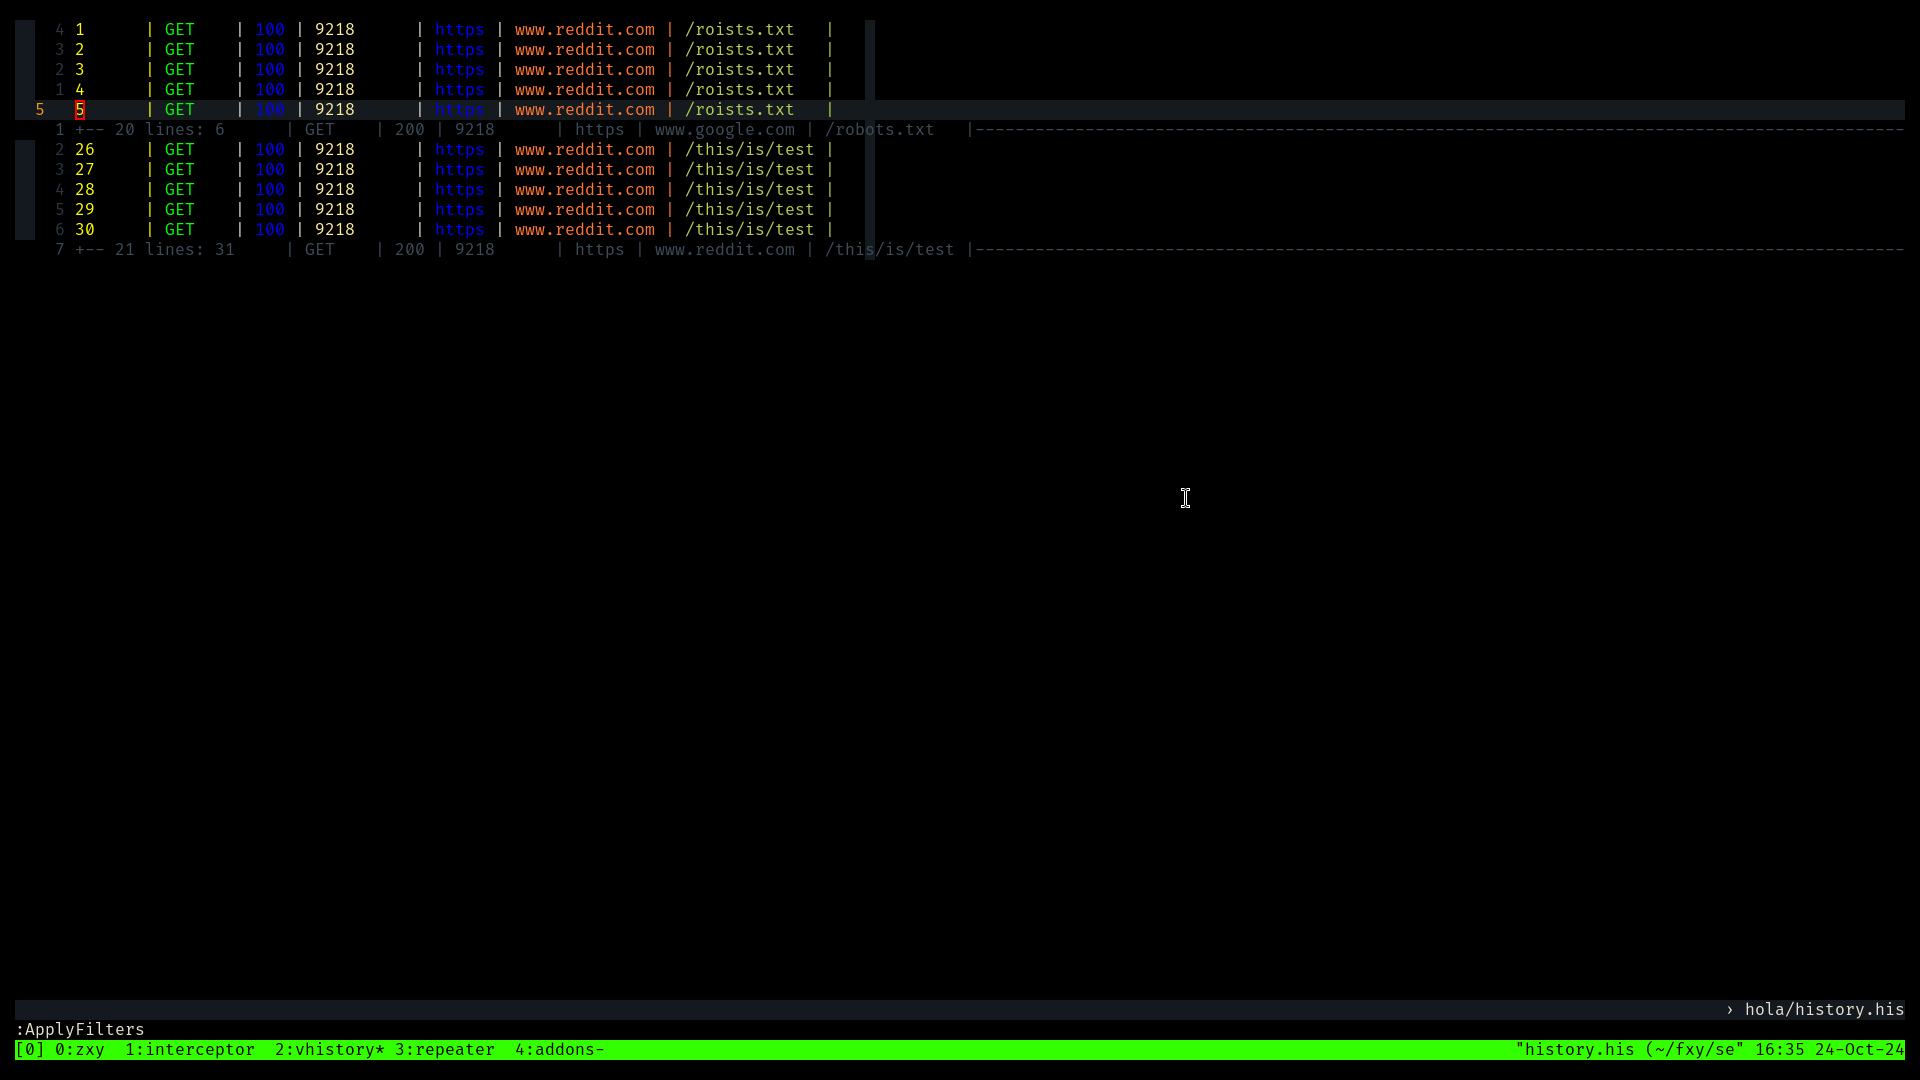 4 1 | GET | 100 | 9218 | https | www.reddit.com | /roists.txt |
3 2 | GET | 100 | 9218 | https | www.reddit.com | /roists.txt |
2 3 | GET | 100 | 9218 | https | www.reddit.com | /roists.txt |
1 4 | GET | 100 | 9218 | https | www.reddit.com | /roists.txt |
5 5 | GET | 100 | 9218 | https | www.reddit.com | /roists.txt |
1 +-- 20 lines: 6 | GET | 200 | 9218 | https | www.google.com | /robots.txt |---------------------------------------------------------------------------------------------
2 26 | GET | 100 | 9218 | https | www.reddit.com | /this/is/test |
3 27 | GET | 100 | 9218 | https | www.reddit.com | /this/is/test |
4 28 | GET | 100 | 9218 | https | www.reddit.com | /this/is/test |
5 29 | GET | 100 | 9218 | https | www.reddit.com | /this/is/test |
6 30 | GET | 100 | 9218 | https | www.reddit.com | /this/is/test |
7 +-- 21 lines: 31 | GET | 200 | 9218 | https | www.reddit.com | /this/is/test |---------------------------------------------------------------------------------------------
› hola/history.his
:ApplyFilters
[0] 0:zxy 1:interceptor 2:vhistory* 3:repeater 4:addons- "history.his (~/fxy/se" 16:35 24-Oct-24